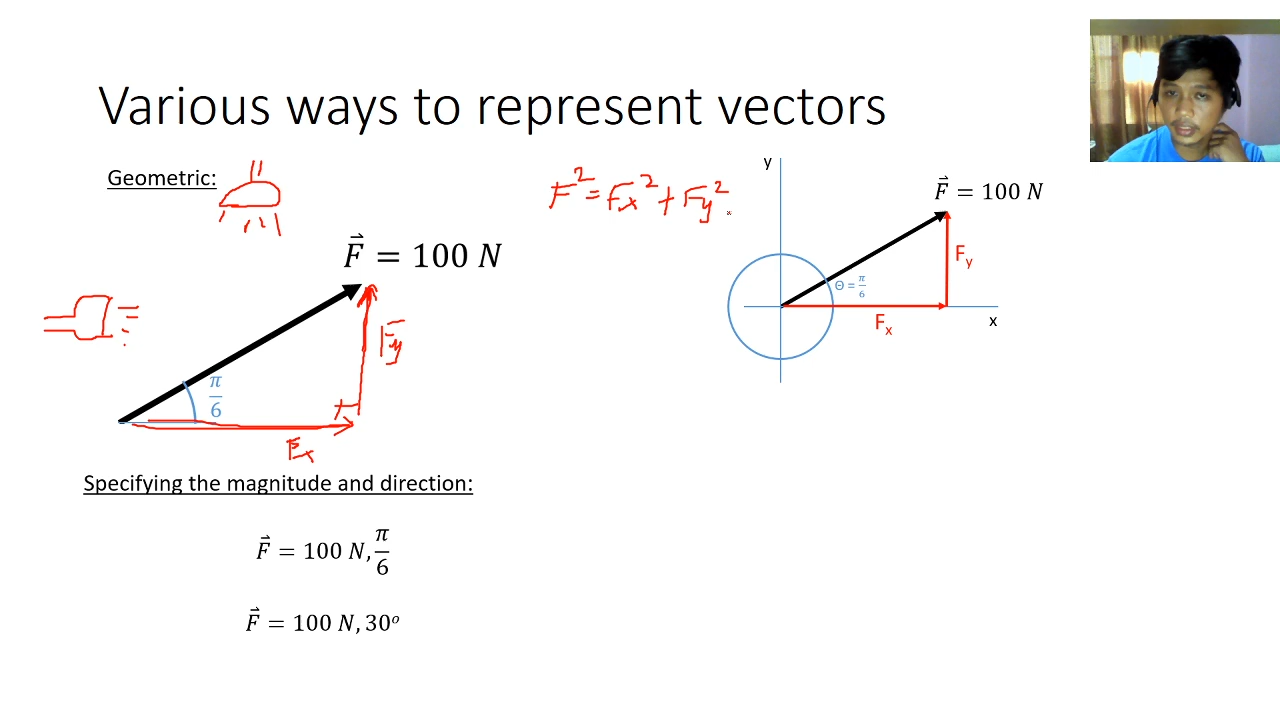 Various ways to represent vectors
Geometric:
F⃗ = 100 N
π/6
Fy
Fx
F² = Fx² + Fy²
y
F⃗ = 100 N
Fy
Θ = π/6
Fx
x
Specifying the magnitude and direction:
F⃗ = 100 N, π/6
F⃗ = 100 N, 30°